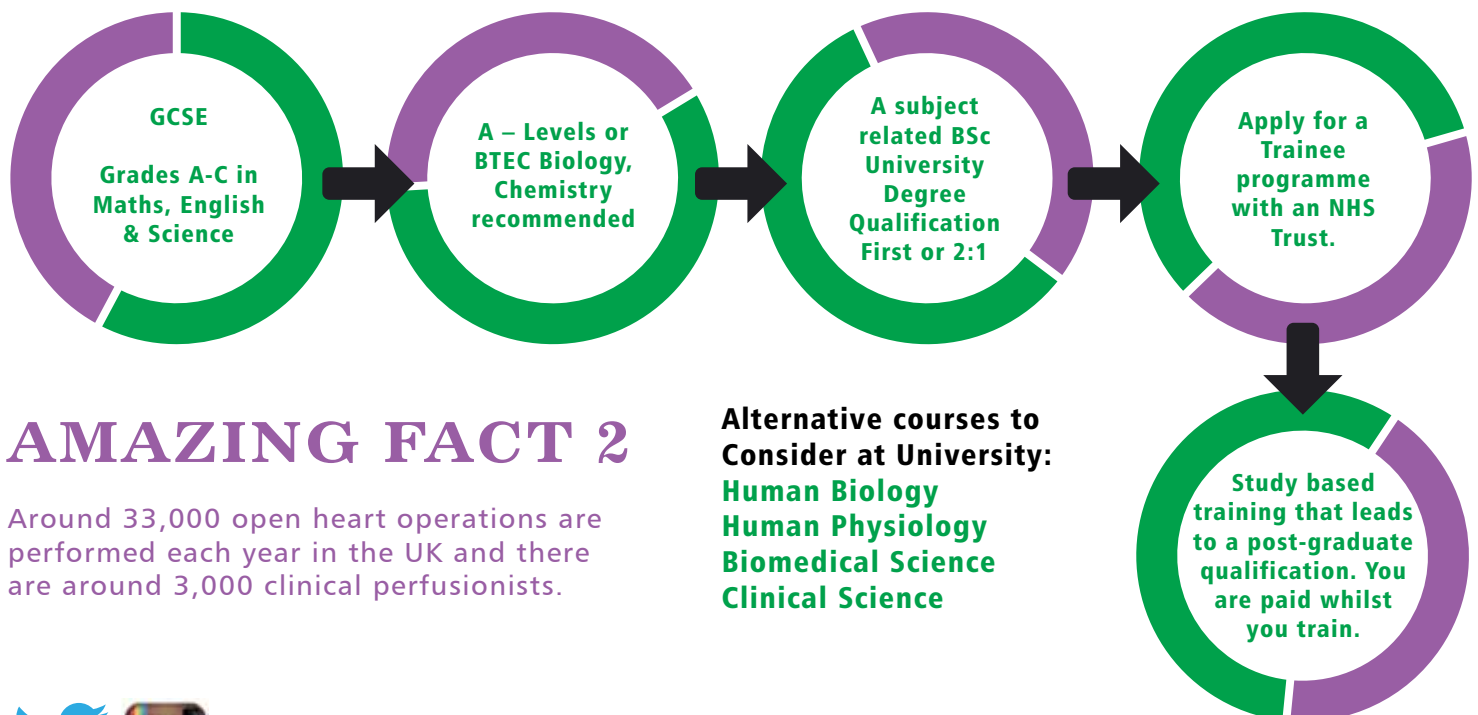 GCSE
Grades A-C in
Maths, English
& Science
A – Levels or
BTEC Biology,
Chemistry
recommended
A subject
related BSc
University
Degree
Qualification
First or 2:1
Apply for a
Trainee
programme
with an NHS
Trust.
Study based
training that leads
to a post-graduate
qualification. You
are paid whilst
you train.
AMAZING FACT 2
Around 33,000 open heart operations are
performed each year in the UK and there
are around 3,000 clinical perfusionists.
Alternative courses to
Consider at University:
Human Biology
Human Physiology
Biomedical Science
Clinical Science